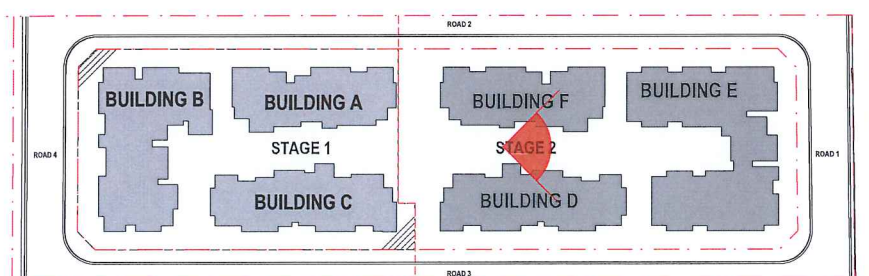 ROAD 2
BUILDING B
BUILDING A
BUILDING F
BUILDING E
STAGE 1
STAGE 2
ROAD 4
ROAD 1
BUILDING C
BUILDING D
ROAD 3